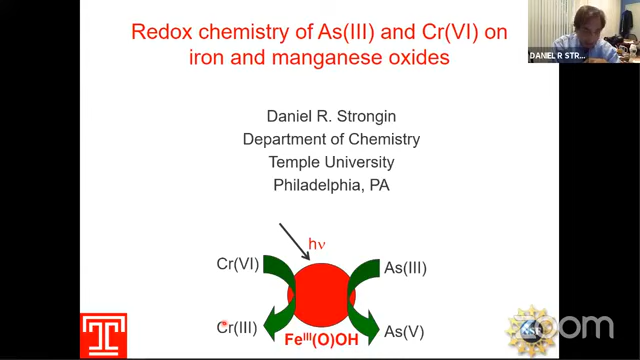 Redox chemistry of As(III) and Cr(VI) on
iron and manganese oxides
DANIEL R STR...
Daniel R. Strongin
Department of Chemistry
Temple University
Philadelphia, PA
hν
Cr(VI)
As(III)
Cr(III)
As(V)
Fe^III(O)OH
zoom